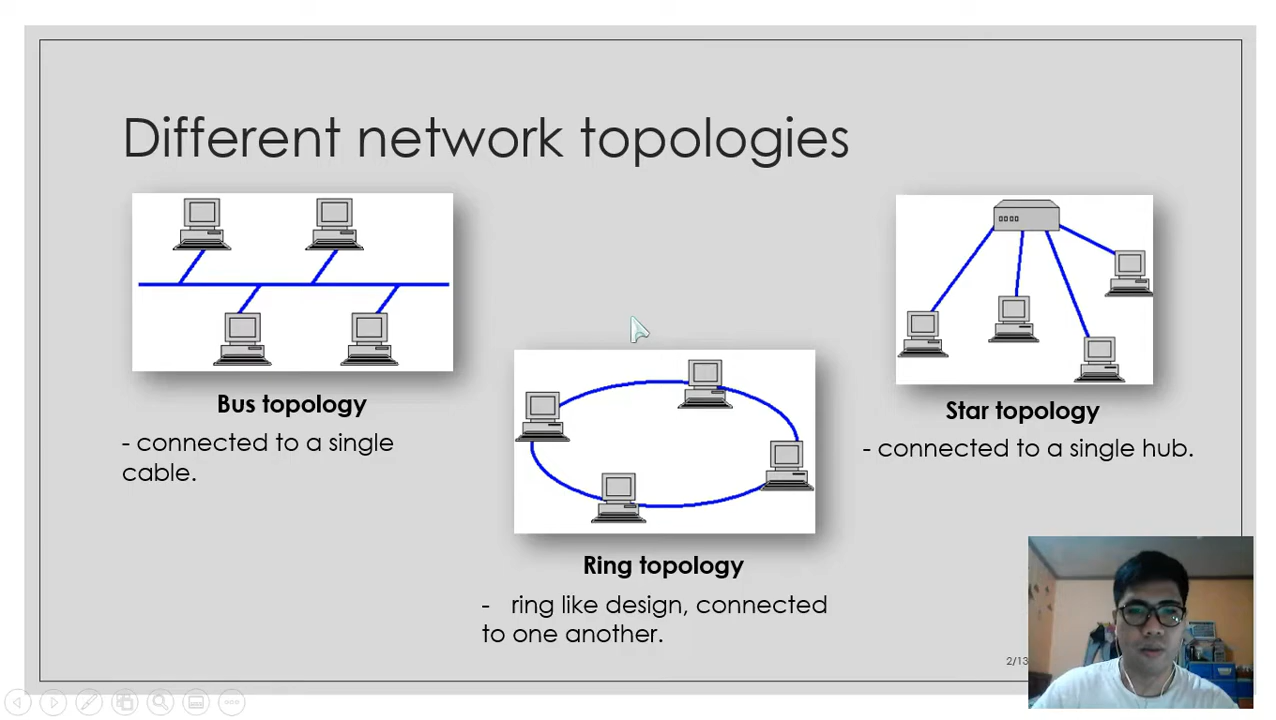 Different network topologies
Bus topology
- connected to a single
cable.
Ring topology
- ring like design, connected
to one another.
Star topology
- connected to a single hub.
2/13